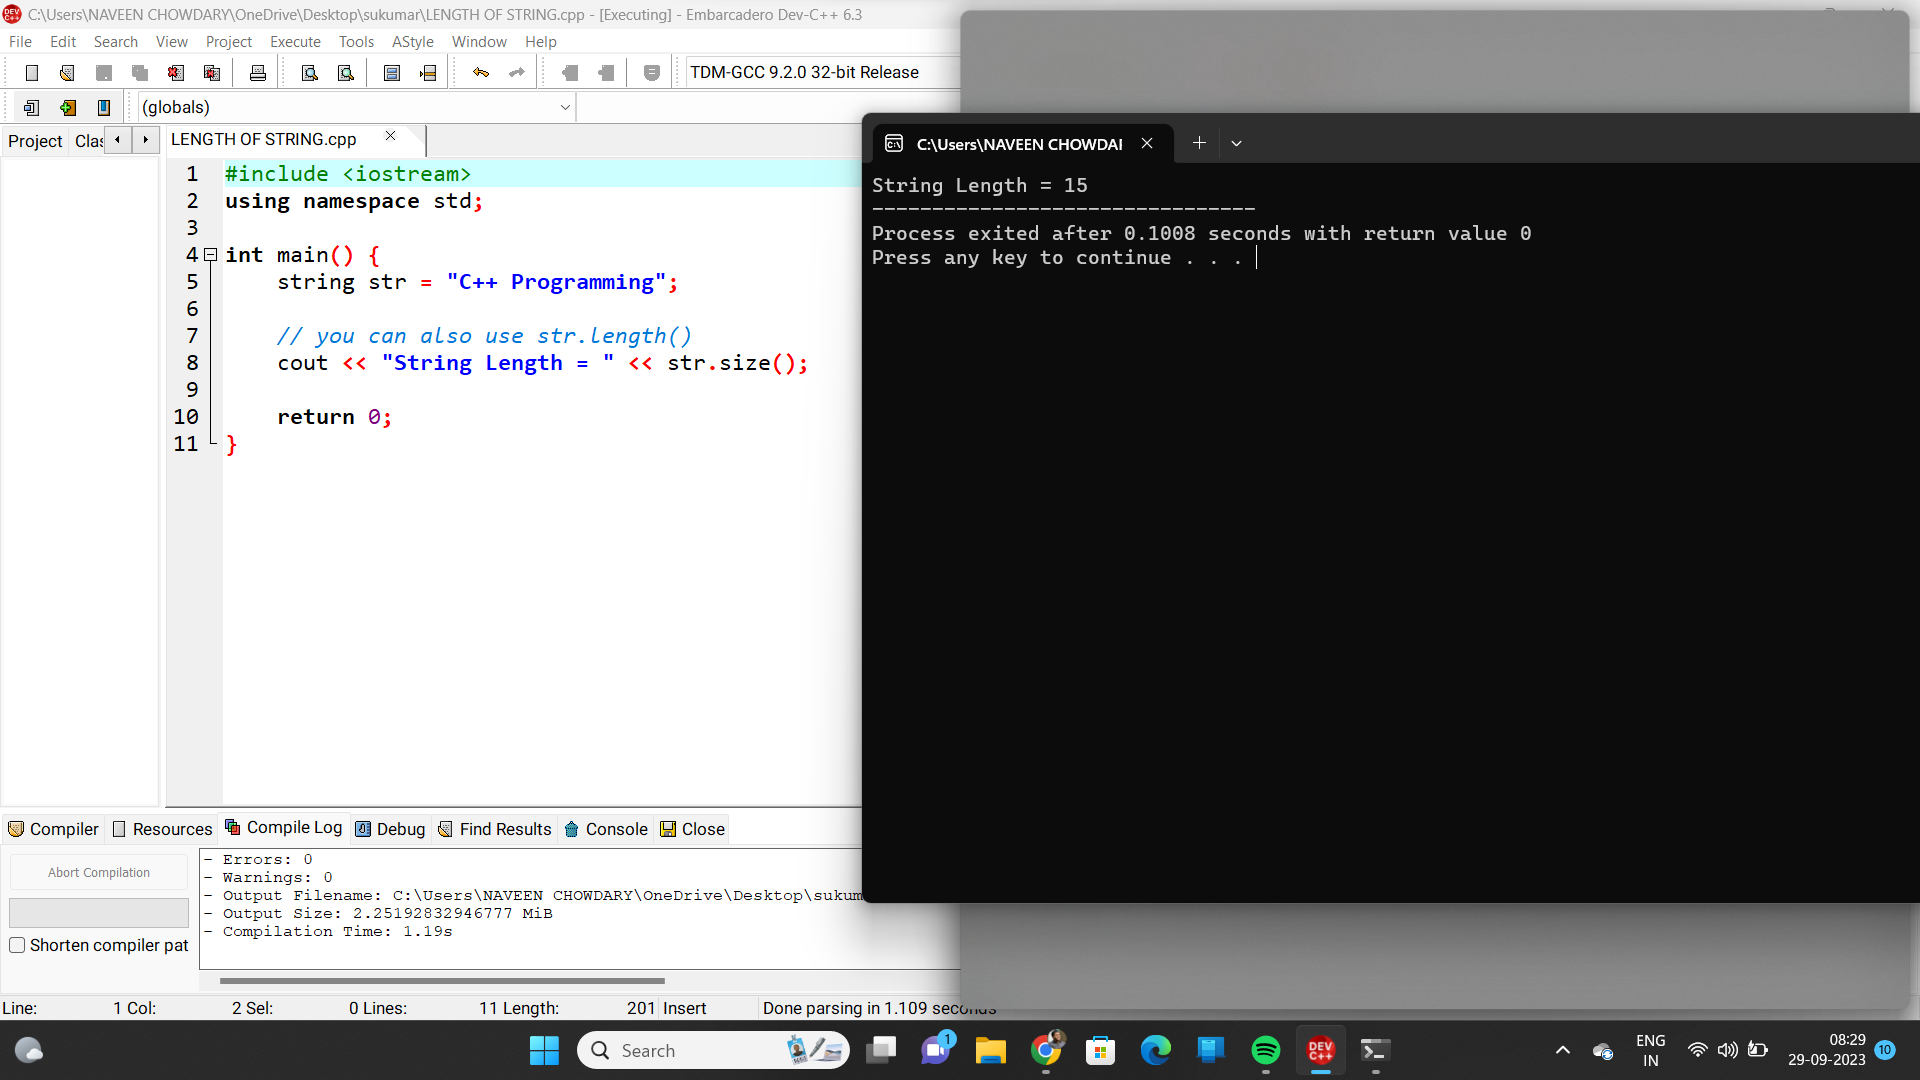 C:\Users\NAVEEN CHOWDARY\OneDrive\Desktop\sukumar\LENGTH OF STRING.cpp - [Executing] - Embarcadero Dev-C++ 6.3
File Edit Search View Project Execute Tools AStyle Window Help
TDM-GCC 9.2.0 32-bit Release
(globals)
Project Clas
LENGTH OF STRING.cpp
1 #include <iostream>
2 using namespace std;
3
4 int main() {
5 string str = "C++ Programming";
6
7 // you can also use str.length()
8 cout << "String Length = " << str.size();
9
10 return 0;
11 }
C:\Users\NAVEEN CHOWDAI
String Length = 15
--------------------------------
Process exited after 0.1008 seconds with return value 0
Press any key to continue . . .
Compiler Resources Compile Log Debug Find Results Console Close
Abort Compilation
Shorten compiler pat
- Errors: 0
- Warnings: 0
- Output Filename: C:\Users\NAVEEN CHOWDARY\OneDrive\Desktop\sukum
- Output Size: 2.25192832946777 MiB
- Compilation Time: 1.19s
Line: 1 Col: 2 Sel: 0 Lines: 11 Length: 201 Insert Done parsing in 1.109 seconds
Search
1
DEV C++
ENG
IN
08:29
29-09-2023
10